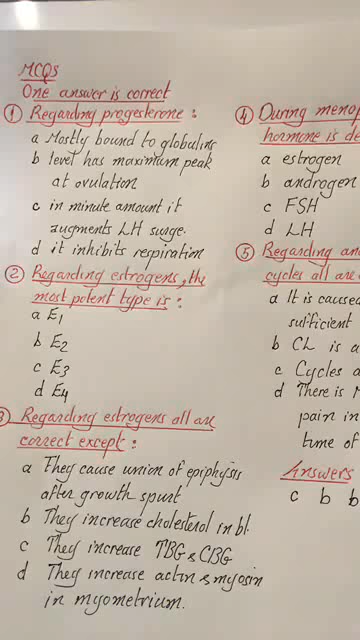 MCQs
One answer is correct
① Regarding progesterone :
a Mostly bound to globulins
b level has maximum peak
at ovulation
c in minute amount it
augments LH surge.
d it inhibits respiration
② Regarding estrogens, the
most potent type is :
a E1
b E2
c E3
d E4
3 Regarding estrogens all are
correct except :
a They cause union of epiphysis
after growth spurt
b They increase cholesterol in bl.
c They increase TBG & CBG
d They increase actin & myosin
in myometrium.
④ During
hormone is
a estrogen
b androgen
c FSH
d LH
⑤ Regarding
cycles all are
a It is caused
sufficient
b CL is
c Cycles
d There is
pain in
time of
Answers
c b b